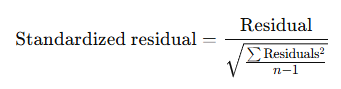 Standardized residual = Residual / √(∑ Residuals² / n−1)